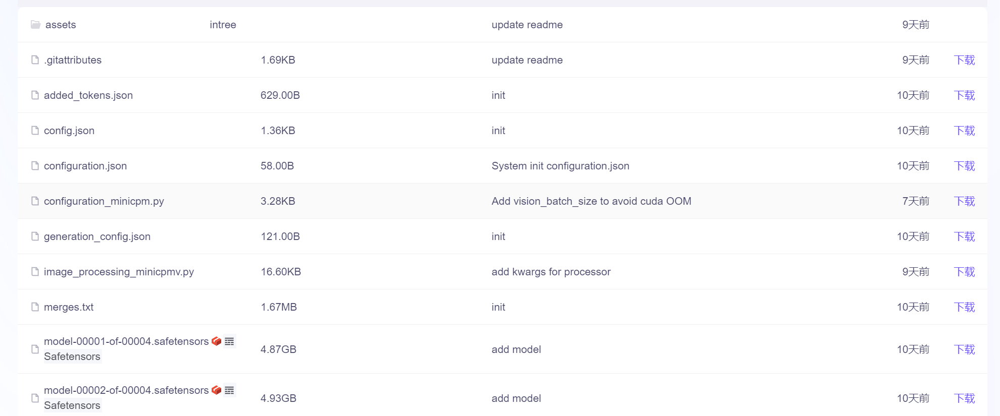 assets intree update readme 9天前
.gitattributes 1.69KB update readme 9天前 下载
added_tokens.json 629.00B init 10天前 下载
config.json 1.36KB init 10天前 下载
configuration.json 58.00B System init configuration.json 10天前 下载
configuration_minicpm.py 3.28KB Add vision_batch_size to avoid cuda OOM 7天前 下载
generation_config.json 121.00B init 10天前 下载
image_processing_minicpmv.py 16.60KB add kwargs for processor 9天前 下载
merges.txt 1.67MB init 10天前 下载
model-00001-of-00004.safetensors
Safetensors
4.87GB add model 10天前 下载
model-00002-of-00004.safetensors
Safetensors
4.93GB add model 10天前 下载